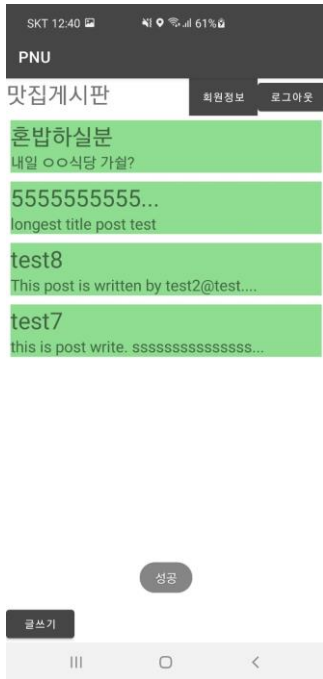 SKT 12:40 61%
PNU
맛집게시판 회원정보 로그아웃
혼밥하실분
내일 ㅇㅇ식당 가쉴?
5555555555...
longest title post test
test8
This post is written by test2@test....
test7
this is post write. sssssssssssssss...
성공
글쓰기